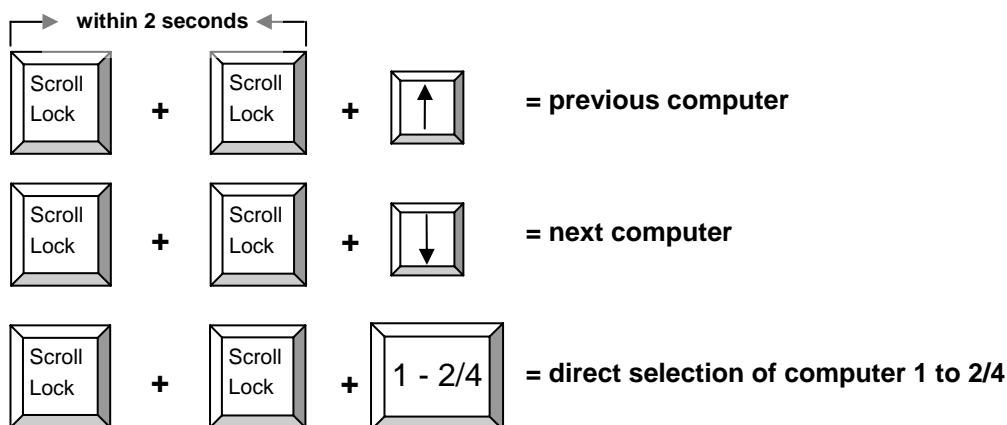 within 2 seconds
Scroll Lock + Scroll Lock + ↑ = previous computer
Scroll Lock + Scroll Lock + ↓ = next computer
Scroll Lock + Scroll Lock + 1 - 2/4 = direct selection of computer 1 to 2/4